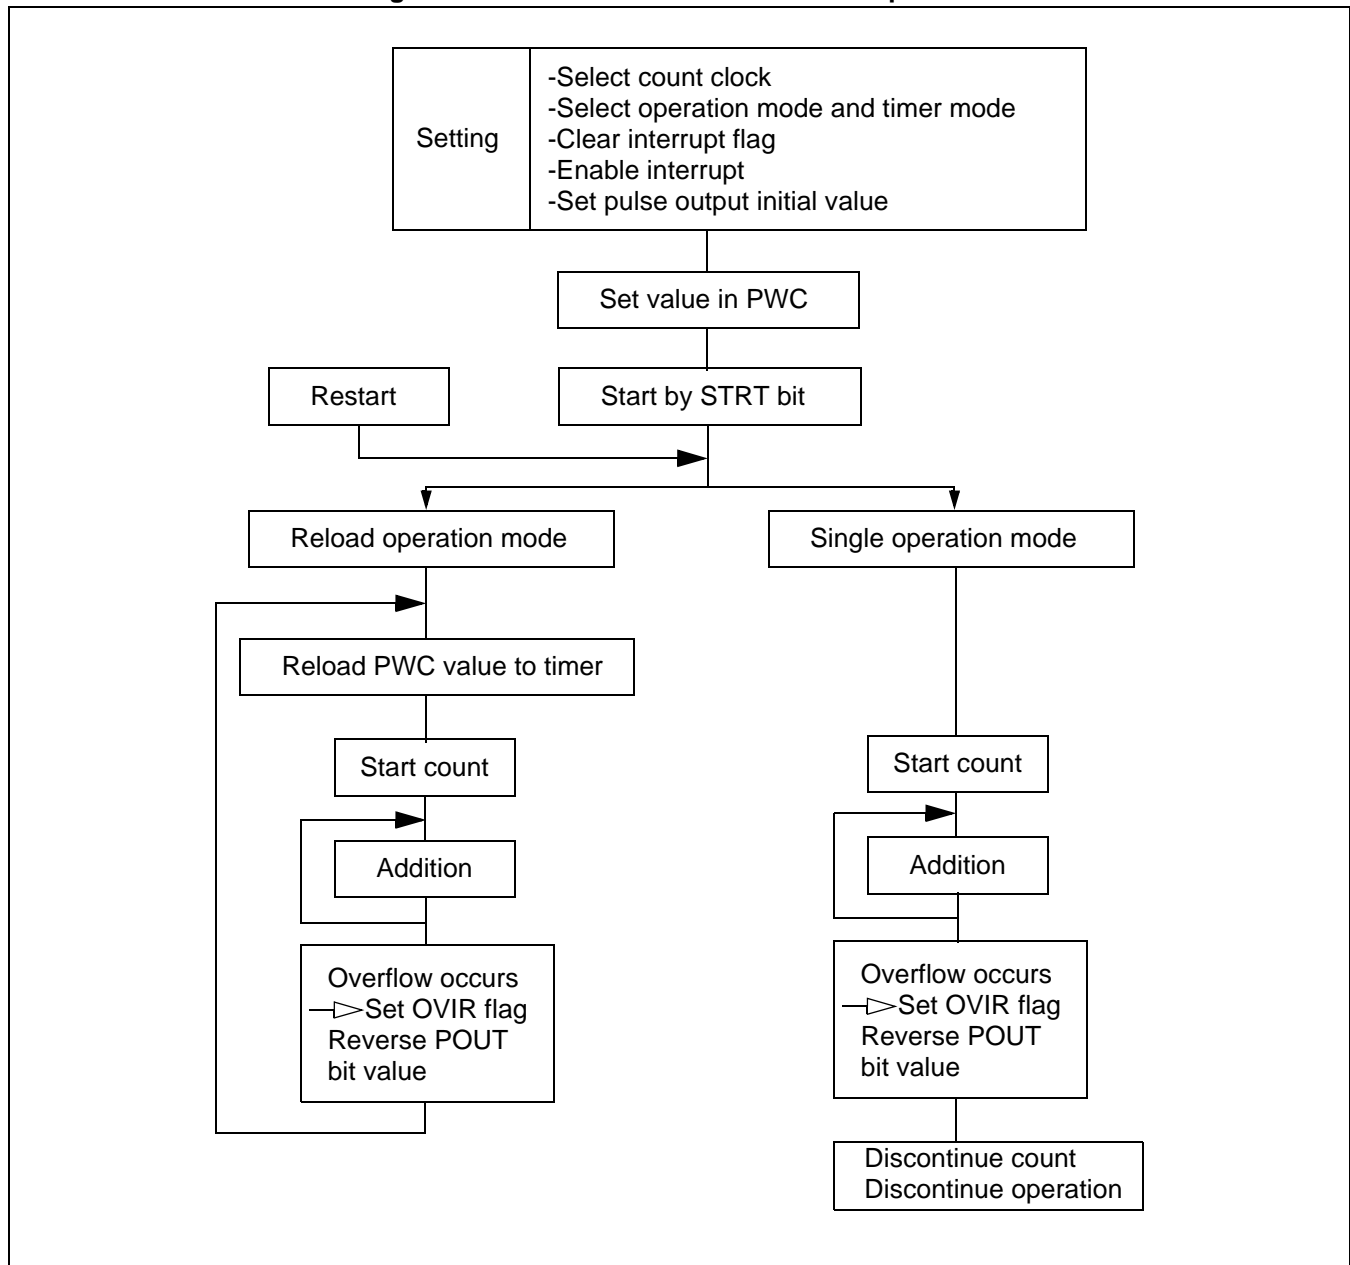 Setting
-Select count clock
-Select operation mode and timer mode
-Clear interrupt flag
-Enable interrupt
-Set pulse output initial value
Set value in PWC
Restart
Start by STRT bit
Reload operation mode
Single operation mode
Reload PWC value to timer
Start count
Start count
Addition
Addition
Overflow occurs
Set OVIR flag
Reverse POUT
bit value
Overflow occurs
Set OVIR flag
Reverse POUT
bit value
Discontinue count
Discontinue operation